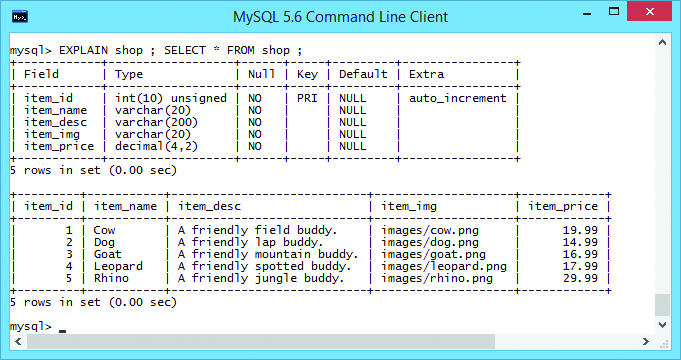 MySQL 5.6 Command Line Client
mysql> EXPLAIN shop ; SELECT * FROM shop ;
+------------+------------------+------+-----+---------+----------------+
| Field      | Type             | Null | Key | Default | Extra          |
+------------+------------------+------+-----+---------+----------------+
| item_id    | int(10) unsigned | NO   | PRI | NULL    | auto_increment |
| item_name  | varchar(20)      | NO   |     | NULL    |                |
| item_desc  | varchar(200)     | NO   |     | NULL    |                |
| item_img   | varchar(20)      | NO   |     | NULL    |                |
| item_price | decimal(4,2)     | NO   |     | NULL    |                |
+------------+------------------+------+-----+---------+----------------+
5 rows in set (0.00 sec)
+---------+-----------+----------------------------+--------------------+------------+
| item_id | item_name | item_desc                  | item_img           | item_price |
+---------+-----------+----------------------------+--------------------+------------+
|       1 | Cow       | A friendly field buddy.    | images/cow.png     |      19.99 |
|       2 | Dog       | A friendly lap buddy.      | images/dog.png     |      14.99 |
|       3 | Goat      | A friendly mountain buddy. | images/goat.png    |      16.99 |
|       4 | Leopard   | A friendly spotted buddy.  | images/leopard.png |      17.99 |
|       5 | Rhino     | A friendly jungle buddy.   | images/rhino.png   |      29.99 |
+---------+-----------+----------------------------+--------------------+------------+
5 rows in set (0.00 sec)
mysql> _